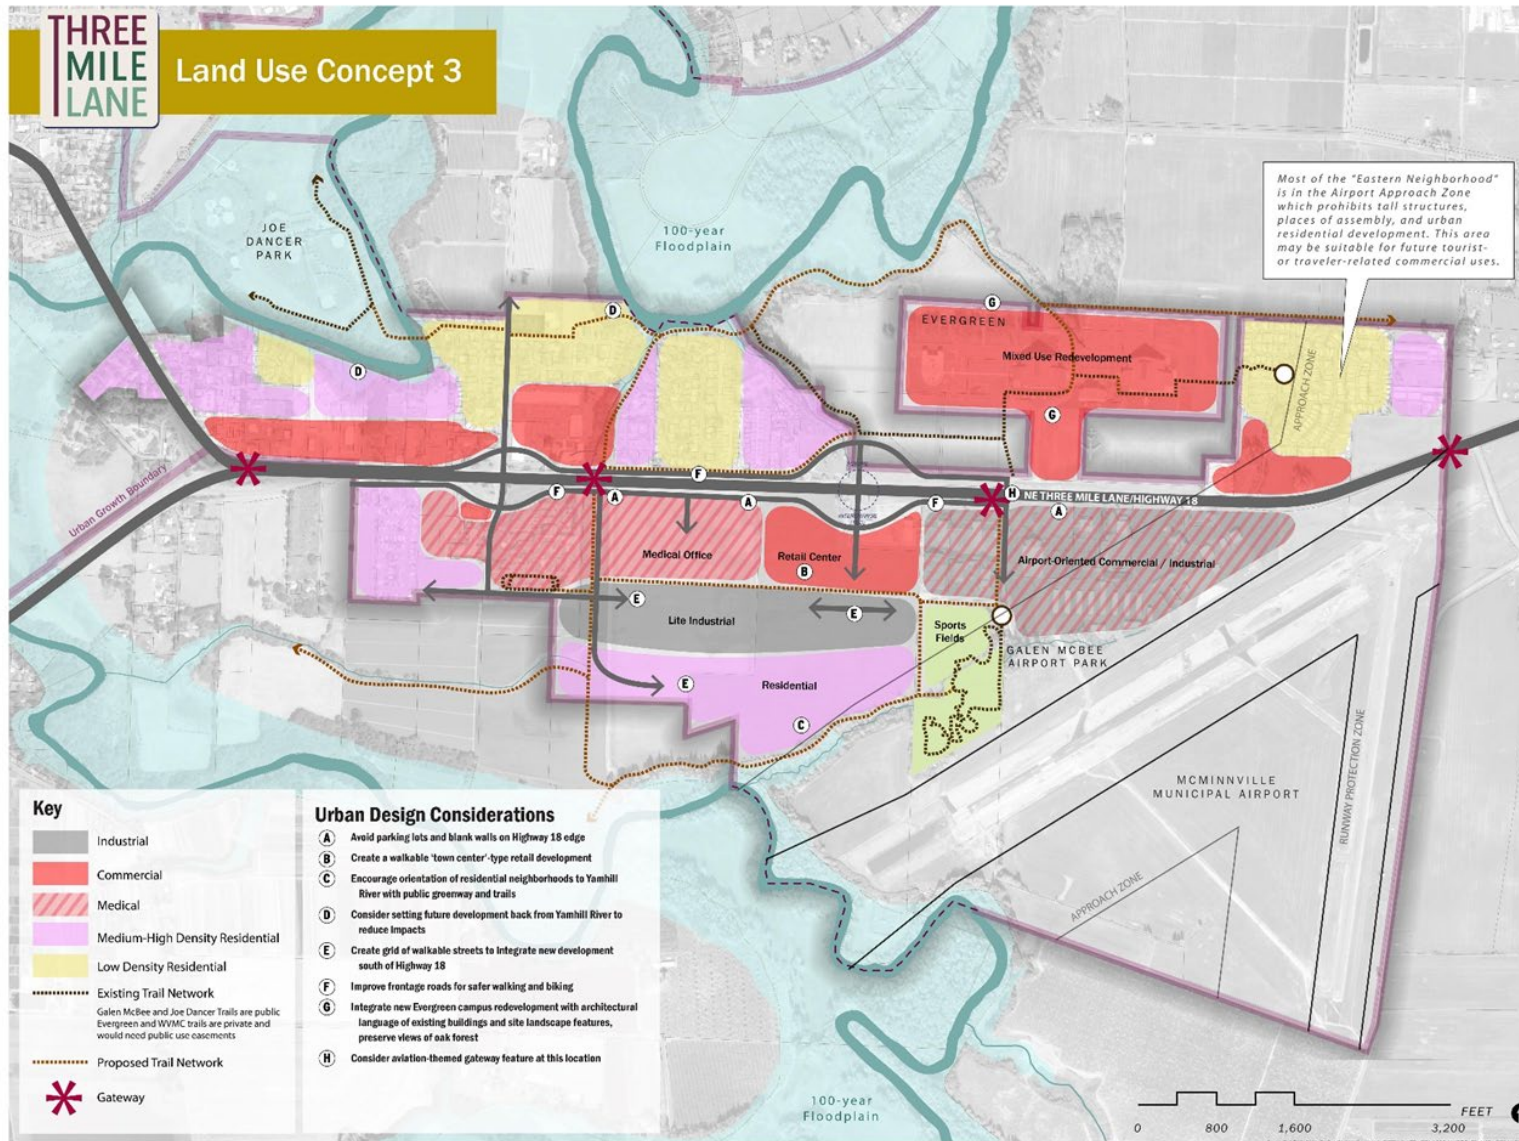 THREE
MILE
LANE
Land Use Concept 3
Most of the "Eastern Neighborhood"
is in the Airport Approach Zone
which prohibits tall structures,
places of assembly, and urban
residential development. This area
may be suitable for future tourist-
or traveler-related commercial uses.
JOE
DANCER
PARK
100-year
Floodplain
D
D
G
EVERGREEN
Mixed Use Redevelopment
G
APPROACH ZONE
Urban Growth Boundary
F
F
A
A
F
H
NE THREE MILE LANE/HIGHWAY 18
A
Medical Office
Retail Center
B
Airport-Oriented Commercial / Industrial
E
Lite Industrial
E
Sports
Fields
GALEN MCBEE
AIRPORT PARK
E
Residential
C
MCMINNVILLE
MUNICIPAL AIRPORT
RUNWAY PROTECTION ZONE
APPROACH ZONE
Key
Industrial
Commercial
Medical
Medium-High Density Residential
Low Density Residential
Existing Trail Network
Galen McBee and Joe Dancer Trails are public
Evergreen and WVMC trails are private and
would need public use easements
Proposed Trail Network
Gateway
Urban Design Considerations
A Avoid parking lots and blank walls on Highway 18 edge
B Create a walkable 'town center'-type retail development
C Encourage orientation of residential neighborhoods to Yamhill
River with public greenway and trails
D Consider setting future development back from Yamhill River to
reduce impacts
E Create grid of walkable streets to integrate new development
south of Highway 18
F Improve frontage roads for safer walking and biking
G Integrate new Evergreen campus redevelopment with architectural
language of existing buildings and site landscape features,
preserve views of oak forest
H Consider aviation-themed gateway feature at this location
100-year
Floodplain
FEET
0 800 1,600 3,200